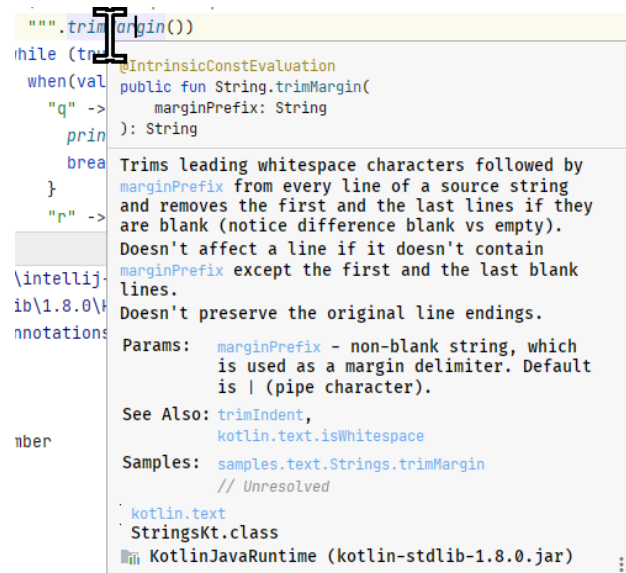 """.trimMargin())
while (tru
when(val
"q" ->
prin
brea
}
"r" ->
\intellij-
ib\1.8.0\k
nnotations
mber
@IntrinsicConstEvaluation
public fun String.trimMargin(
marginPrefix: String
): String
Trims leading whitespace characters followed by
marginPrefix from every line of a source string
and removes the first and the last lines if they
are blank (notice difference blank vs empty).
Doesn't affect a line if it doesn't contain
marginPrefix except the first and the last blank
lines.
Doesn't preserve the original line endings.
Params: marginPrefix – non-blank string, which
is used as a margin delimiter. Default
is | (pipe character).
See Also: trimIndent,
kotlin.text.isWhitespace
Samples: samples.text.Strings.trimMargin
// Unresolved
kotlin.text
StringsKt.class
KotlinJavaRuntime (kotlin-stdlib-1.8.0.jar)